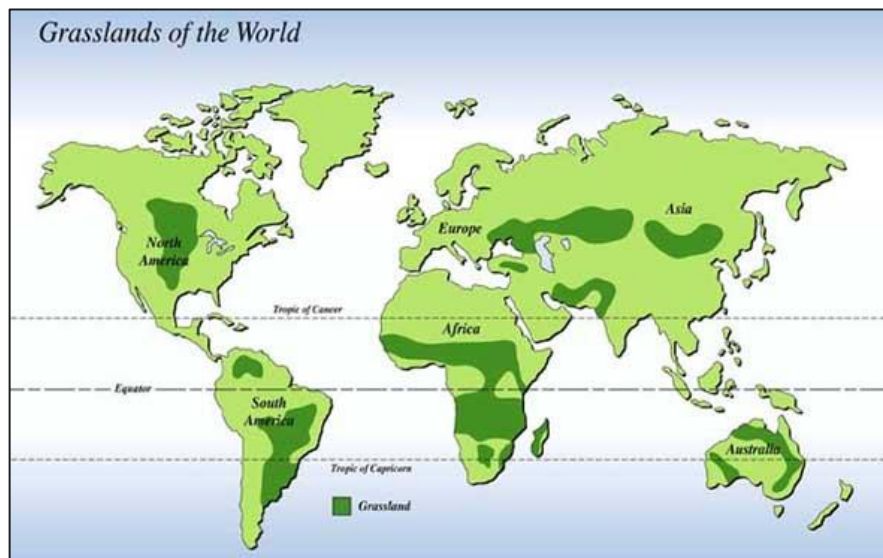 Grasslands of the World
North
America
Europe
Asia
Tropic of Cancer
Africa
Equator
South
America
Tropic of Capricorn
Australia
Grassland